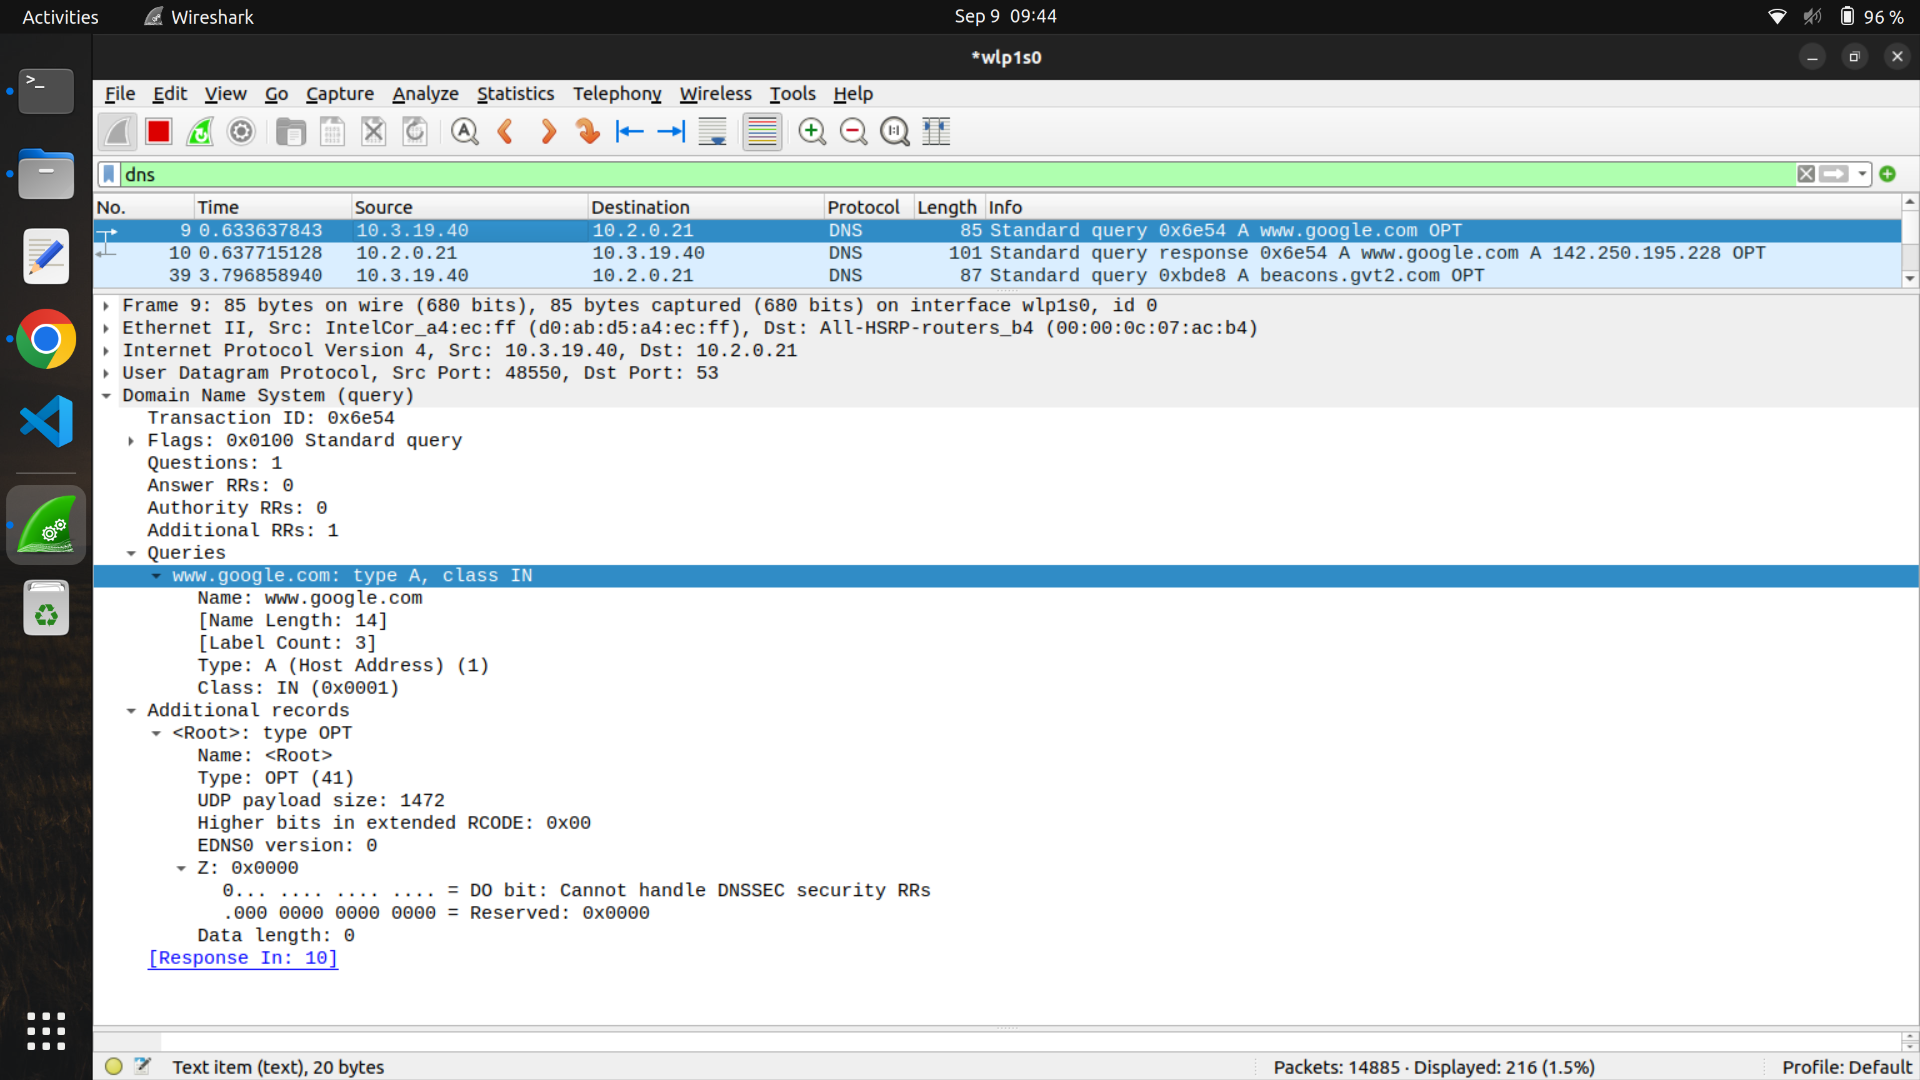 Activities Wireshark Sep 9 09:44 96 %
*wlp1s0
File Edit View Go Capture Analyze Statistics Telephony Wireless Tools Help
dns
No. Time Source Destination Protocol Length Info
9 0.633637843 10.3.19.40 10.2.0.21 DNS 85 Standard query 0x6e54 A www.google.com OPT
10 0.637715128 10.2.0.21 10.3.19.40 DNS 101 Standard query response 0x6e54 A www.google.com A 142.250.195.228 OPT
39 3.796858940 10.3.19.40 10.2.0.21 DNS 87 Standard query 0xbde8 A beacons.gvt2.com OPT
Frame 9: 85 bytes on wire (680 bits), 85 bytes captured (680 bits) on interface wlp1s0, id 0
Ethernet II, Src: IntelCor_a4:ec:ff (d0:ab:d5:a4:ec:ff), Dst: All-HSRP-routers_b4 (00:00:0c:07:ac:b4)
Internet Protocol Version 4, Src: 10.3.19.40, Dst: 10.2.0.21
User Datagram Protocol, Src Port: 48550, Dst Port: 53
Domain Name System (query)
Transaction ID: 0x6e54
Flags: 0x0100 Standard query
Questions: 1
Answer RRs: 0
Authority RRs: 0
Additional RRs: 1
Queries
www.google.com: type A, class IN
Name: www.google.com
[Name Length: 14]
[Label Count: 3]
Type: A (Host Address) (1)
Class: IN (0x0001)
Additional records
<Root>: type OPT
Name: <Root>
Type: OPT (41)
UDP payload size: 1472
Higher bits in extended RCODE: 0x00
EDNS0 version: 0
Z: 0x0000
0... .... .... .... = DO bit: Cannot handle DNSSEC security RRs
.000 0000 0000 0000 = Reserved: 0x0000
Data length: 0
[Response In: 10]
Text item (text), 20 bytes Packets: 14885 · Displayed: 216 (1.5%) Profile: Default